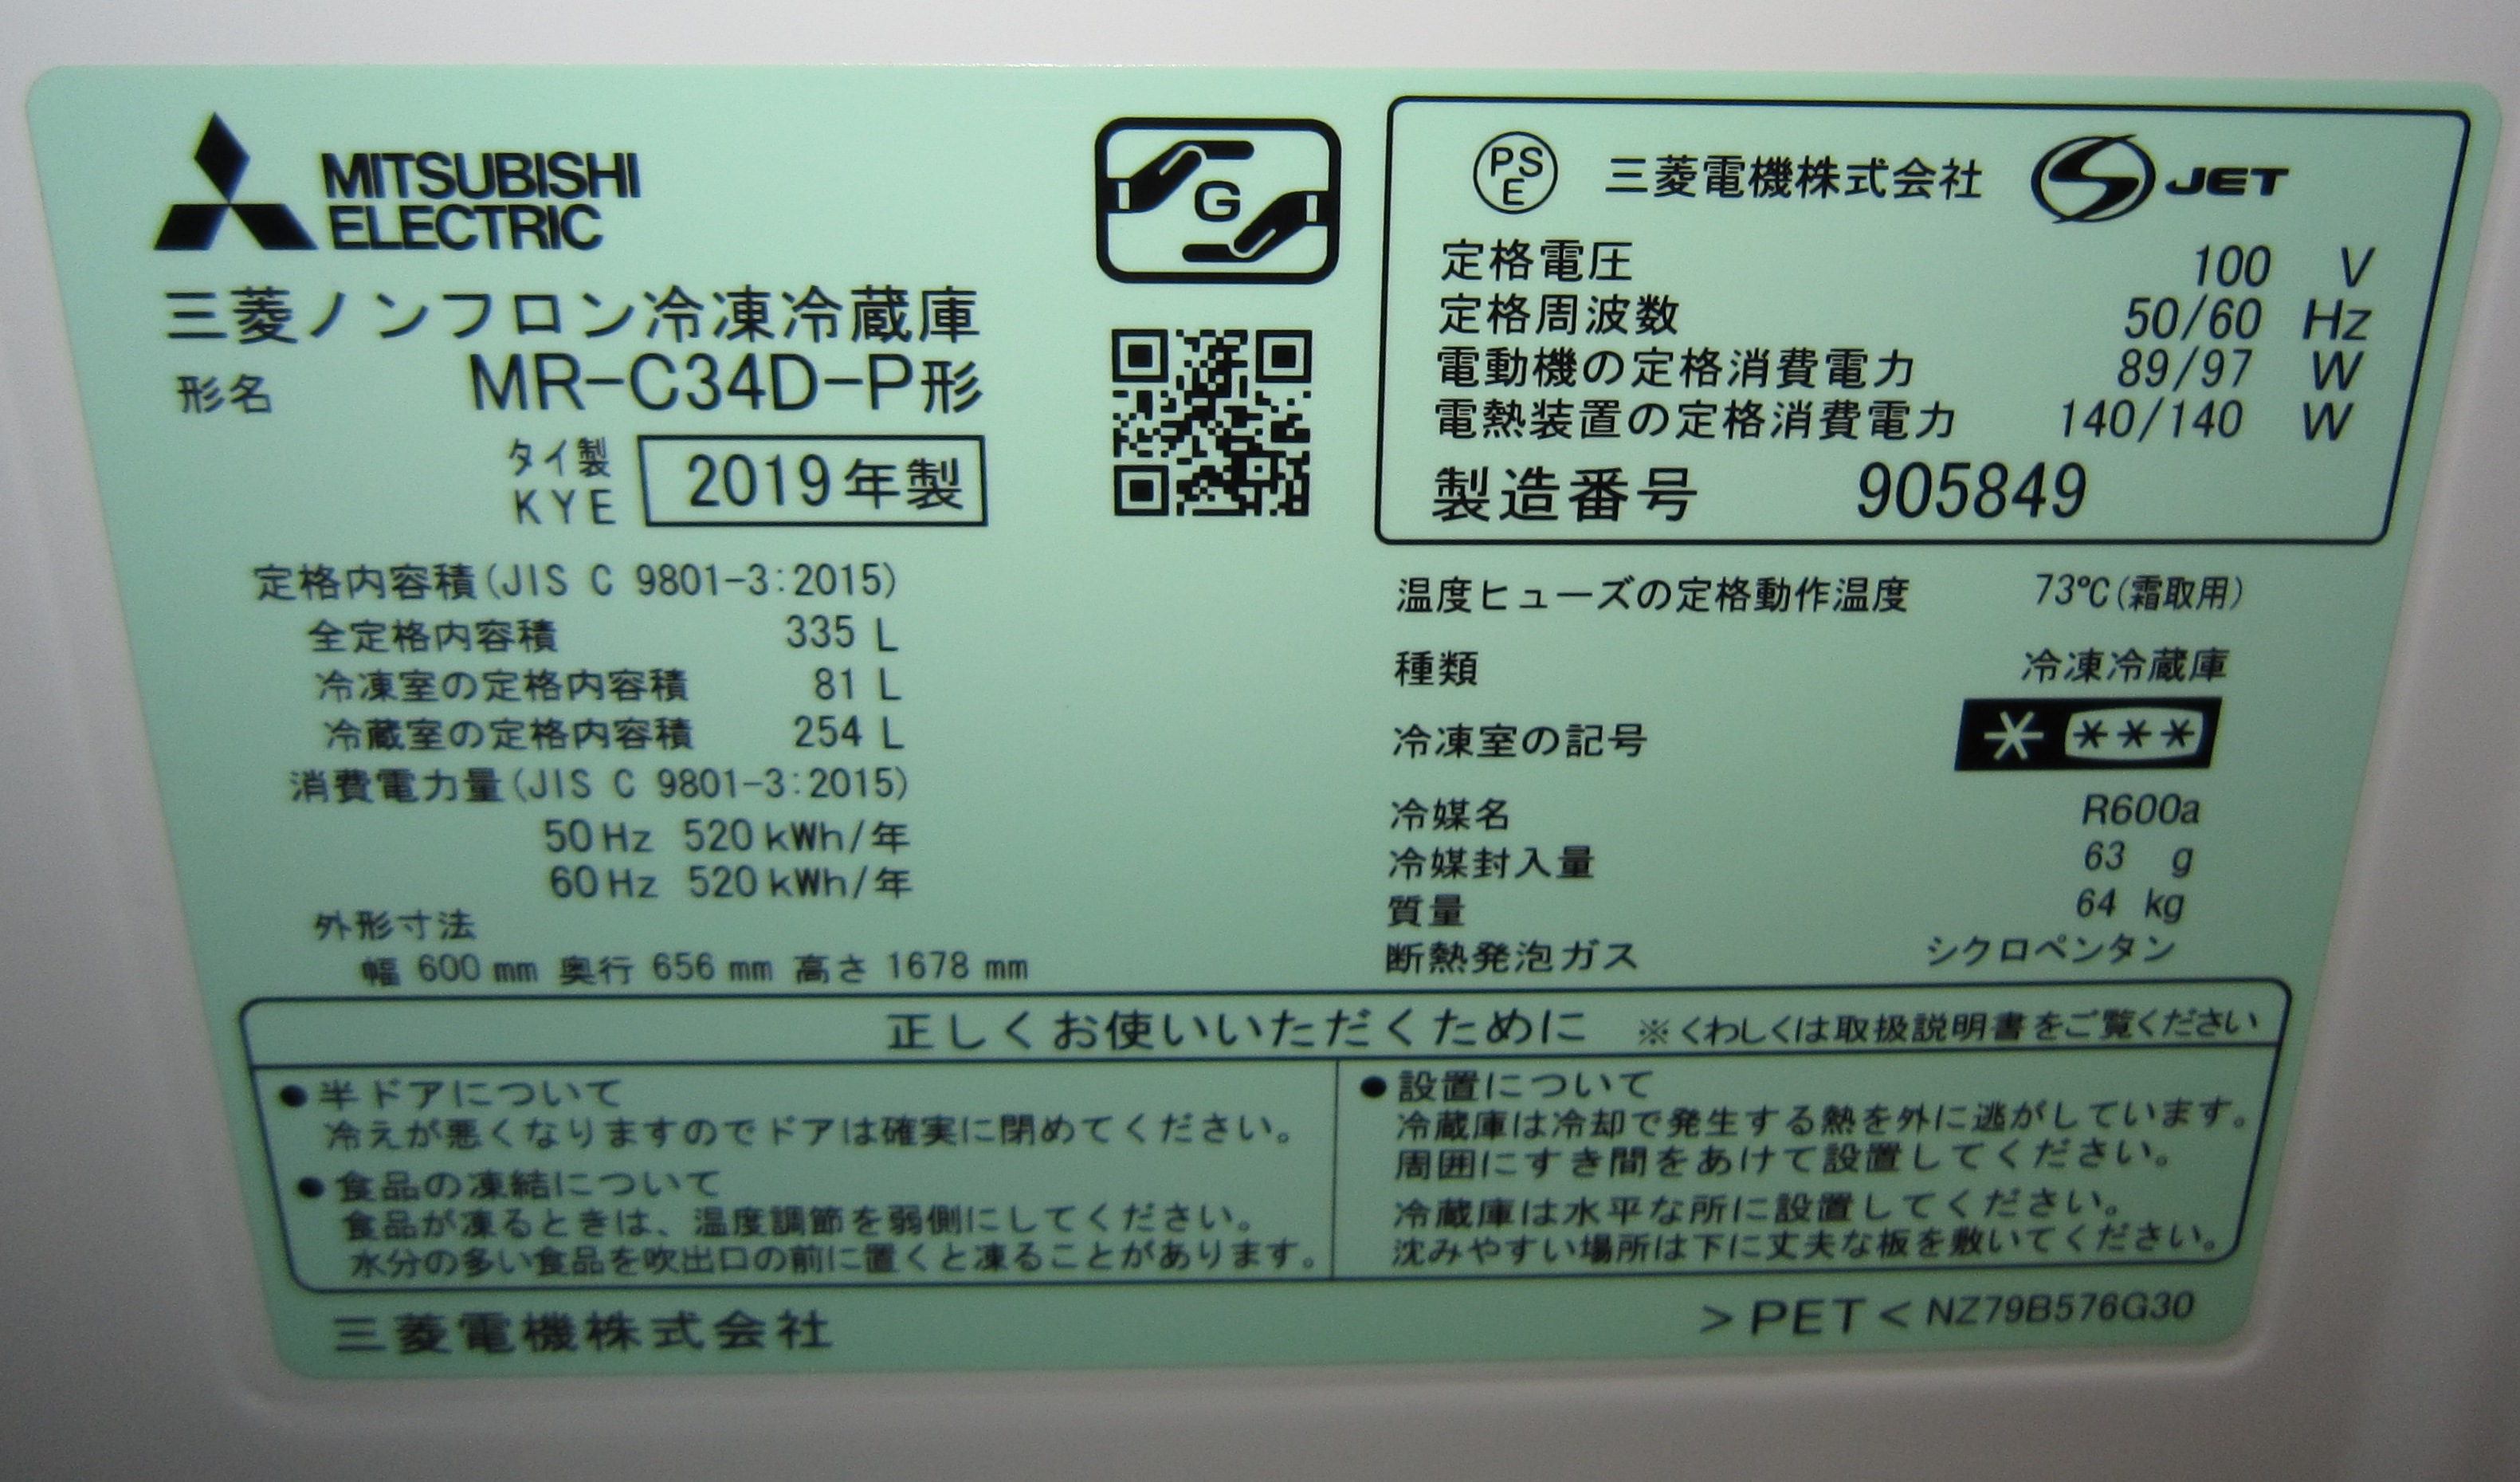 MITSUBISHI
ELECTRIC
三菱ノンフロン冷凍冷蔵庫
形名 MR-C34D-P形
タイ製
KYE
2019年製
定格内容積(JIS C 9801-3:2015)
全定格内容積 335 L
冷凍室の定格内容積 81 L
冷蔵室の定格内容積 254 L
消費電力量(JIS C 9801-3:2015)
50Hz 520kWh/年
60Hz 520kWh/年
外形寸法
幅 600 mm 奥行 656 mm 高さ 1678 mm
G
PSE 三菱電機株式会社 S JET
定格電圧 100 V
定格周波数 50/60 Hz
電動機の定格消費電力 89/97 W
電熱装置の定格消費電力 140/140 W
製造番号 905849
温度ヒューズの定格動作温度 73℃(霜取用)
種類 冷凍冷蔵庫
冷凍室の記号 * ***
冷媒名 R600a
冷媒封入量 63 g
質量 64 kg
断熱発泡ガス シクロペンタン
正しくお使いいただくために ※くわしくは取扱説明書をご覧ください
●半ドアについて
冷えが悪くなりますのでドアは確実に閉めてください。
●食品の凍結について
食品が凍るときは、温度調節を弱側にしてください。
水分の多い食品を吹出口の前に置くと凍ることがあります。
●設置について
冷蔵庫は冷却で発生する熱を外に逃がしています。
周囲にすき間をあけて設置してください。
冷蔵庫は水平な所に設置してください。
沈みやすい場所は下に丈夫な板を敷いてください。
三菱電機株式会社
>PET< NZ79B576G30